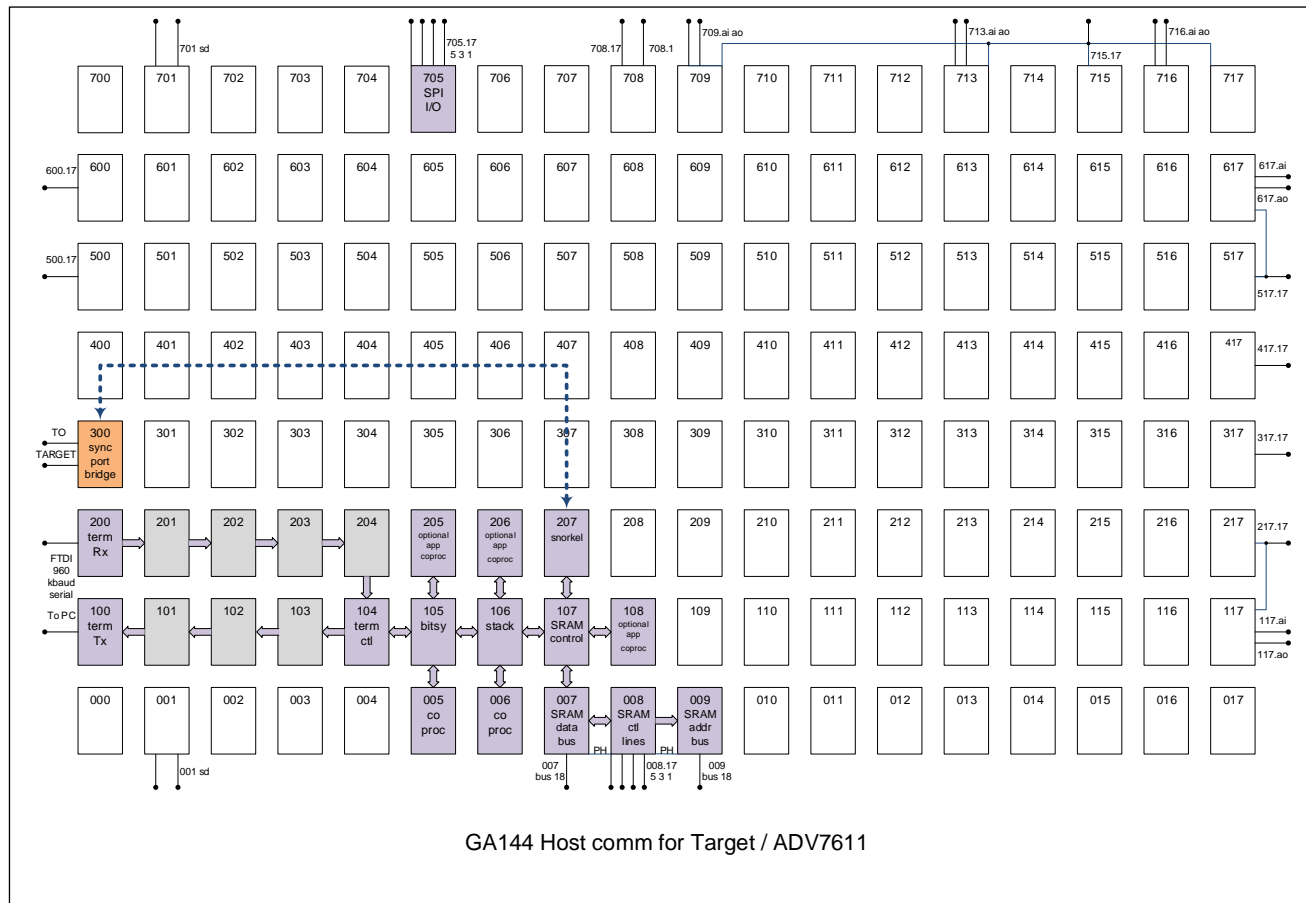 701 sd
705.17
5 3 1
708.17
708.1
709.ai ao
713.ai ao
715.17
716.ai ao
700
701
702
703
704
705
SPI
I/O
706
707
708
709
710
711
712
713
714
715
716
717
600.17
600
601
602
603
604
605
606
607
608
609
610
611
612
613
614
615
616
617
617.ai
617.ao
500.17
500
501
502
503
504
505
506
507
508
509
510
511
512
513
514
515
516
517
517.17
400
401
402
403
404
405
406
407
408
409
410
411
412
413
414
415
416
417
417.17
TO
TARGET
300
sync
port
bridge
301
302
303
304
305
306
307
308
309
310
311
312
313
314
315
316
317
317.17
FTDI
960
kbaud
serial
200
term
Rx
201
202
203
204
205
optional
app
coproc
206
optional
app
coproc
207
snorkel
208
209
210
211
212
213
214
215
216
217
217.17
To PC
100
term
Tx
101
102
103
104
term
ctl
105
bitsy
106
stack
107
SRAM
control
108
optional
app
coproc
109
110
111
112
113
114
115
116
117
117.ai
117.ao
000
001
002
003
004
005
co
proc
006
co
proc
007
SRAM
data
bus
008
SRAM
ctl
lines
009
SRAM
addr
bus
010
011
012
013
014
015
016
017
PH
PH
001 sd
007
bus 18
008.17
5 3 1
009
bus 18
GA144 Host comm for Target / ADV7611